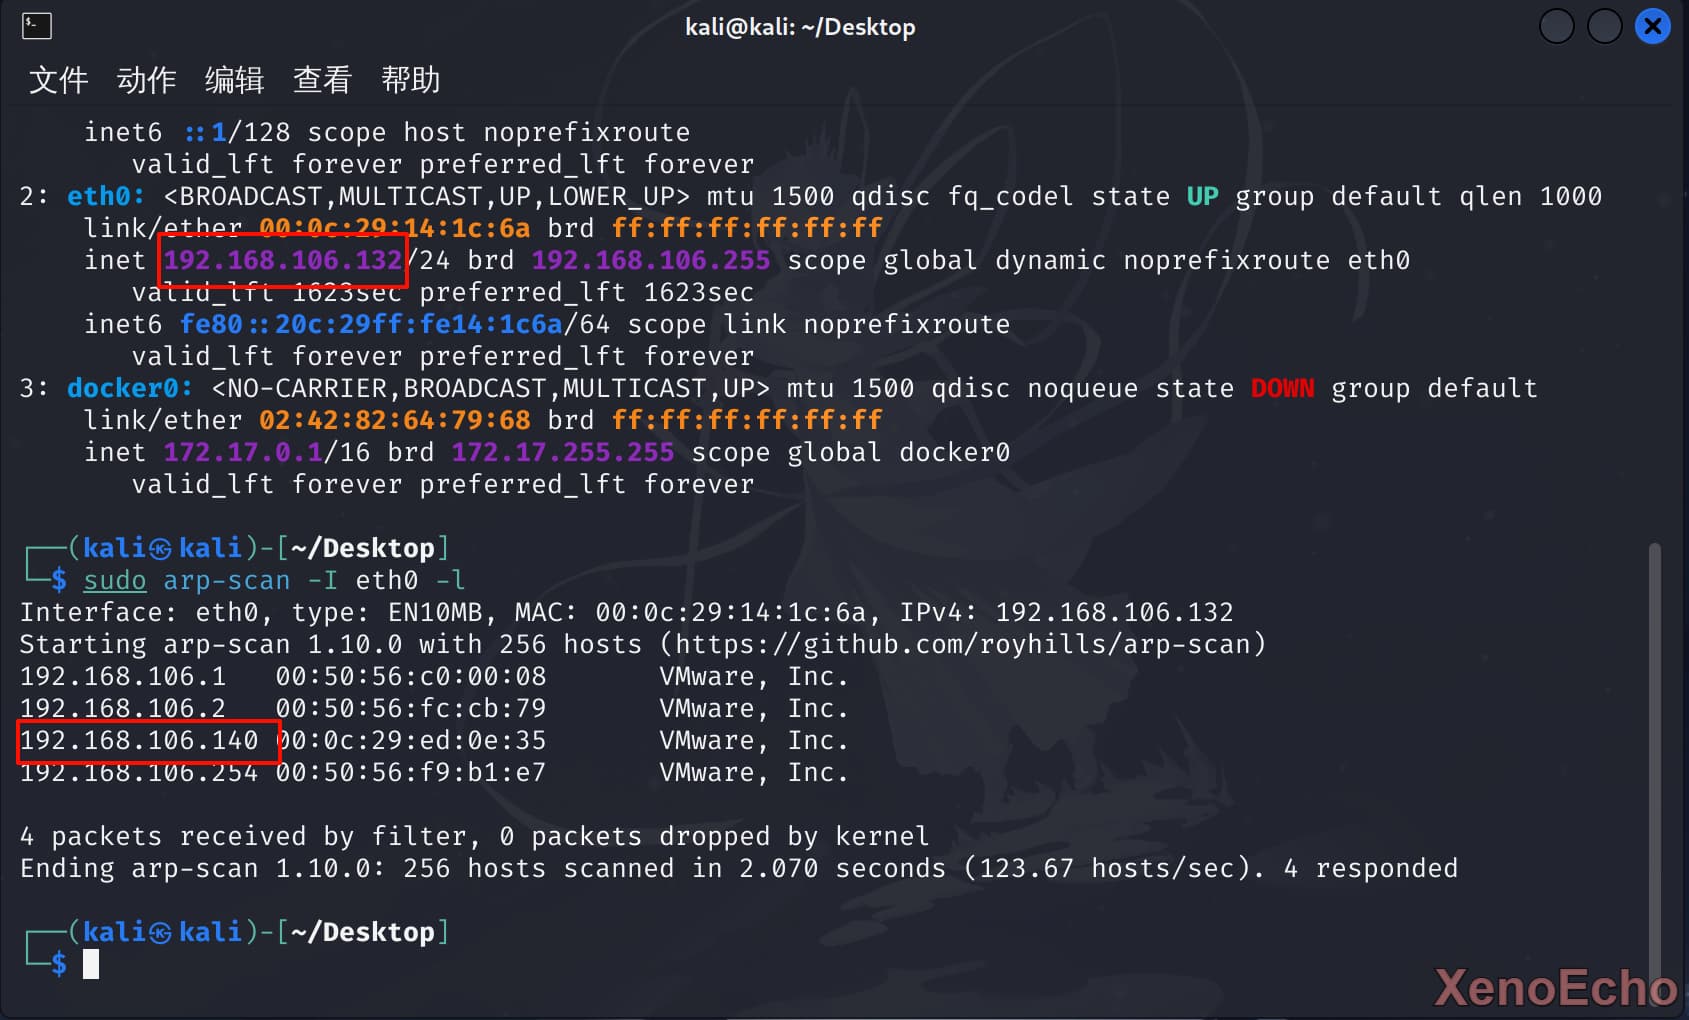 kali@kali: ~/Desktop
文件 动作 编辑 查看 帮助
inet6 ::1/128 scope host noprefixroute
valid_lft forever preferred_lft forever
2: eth0: <BROADCAST,MULTICAST,UP,LOWER_UP> mtu 1500 qdisc fq_codel state UP group default qlen 1000
link/ether 00:0c:29:14:1c:6a brd ff:ff:ff:ff:ff:ff
inet 192.168.106.132/24 brd 192.168.106.255 scope global dynamic noprefixroute eth0
valid_lft 1623sec preferred_lft 1623sec
inet6 fe80::20c:29ff:fe14:1c6a/64 scope link noprefixroute
valid_lft forever preferred_lft forever
3: docker0: <NO-CARRIER,BROADCAST,MULTICAST,UP> mtu 1500 qdisc noqueue state DOWN group default
link/ether 02:42:82:64:79:68 brd ff:ff:ff:ff:ff:ff
inet 172.17.0.1/16 brd 172.17.255.255 scope global docker0
valid_lft forever preferred_lft forever
┌──(kali㉿kali)-[~/Desktop]
└─$ sudo arp-scan -I eth0 -l
Interface: eth0, type: EN10MB, MAC: 00:0c:29:14:1c:6a, IPv4: 192.168.106.132
Starting arp-scan 1.10.0 with 256 hosts (https://github.com/royhills/arp-scan)
192.168.106.1 00:50:56:c0:00:08 VMware, Inc.
192.168.106.2 00:50:56:fc:cb:79 VMware, Inc.
192.168.106.140 00:0c:29:ed:0e:35 VMware, Inc.
192.168.106.254 00:50:56:f9:b1:e7 VMware, Inc.
4 packets received by filter, 0 packets dropped by kernel
Ending arp-scan 1.10.0: 256 hosts scanned in 2.070 seconds (123.67 hosts/sec). 4 responded
┌──(kali㉿kali)-[~/Desktop]
└─$
XenoEcho